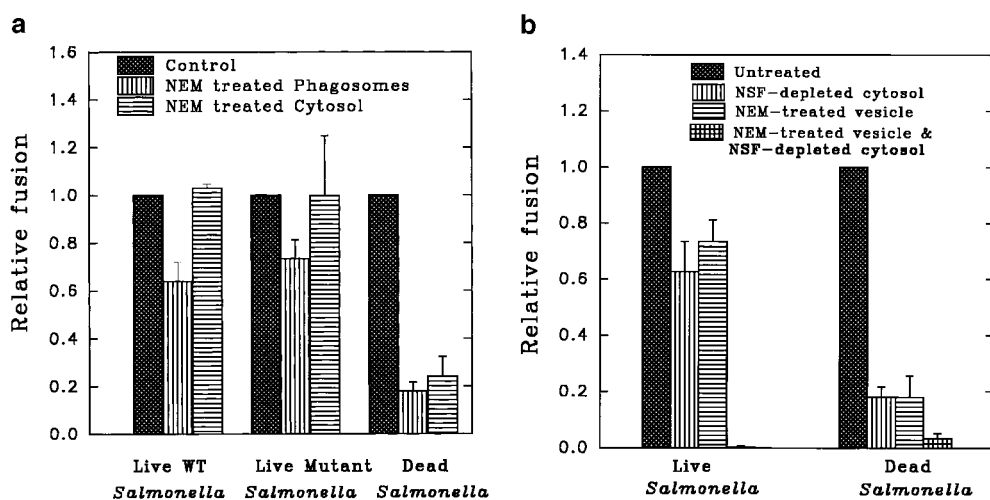 a
Relative fusion
1.6
1.4
1.2
1.0
0.8
0.6
0.4
0.2
0.0
Control
NEM treated Phagosomes
NEM treated Cytosol
Live WT
Salmonella
Live Mutant
Salmonella
Dead
Salmonella
b
Relative fusion
1.4
1.2
1.0
0.8
0.6
0.4
0.2
0.0
Untreated
NSF-depleted cytosol
NEM-treated vesicle
NEM-treated vesicle &
NSF-depleted cytosol
Live
Salmonella
Dead
Salmonella